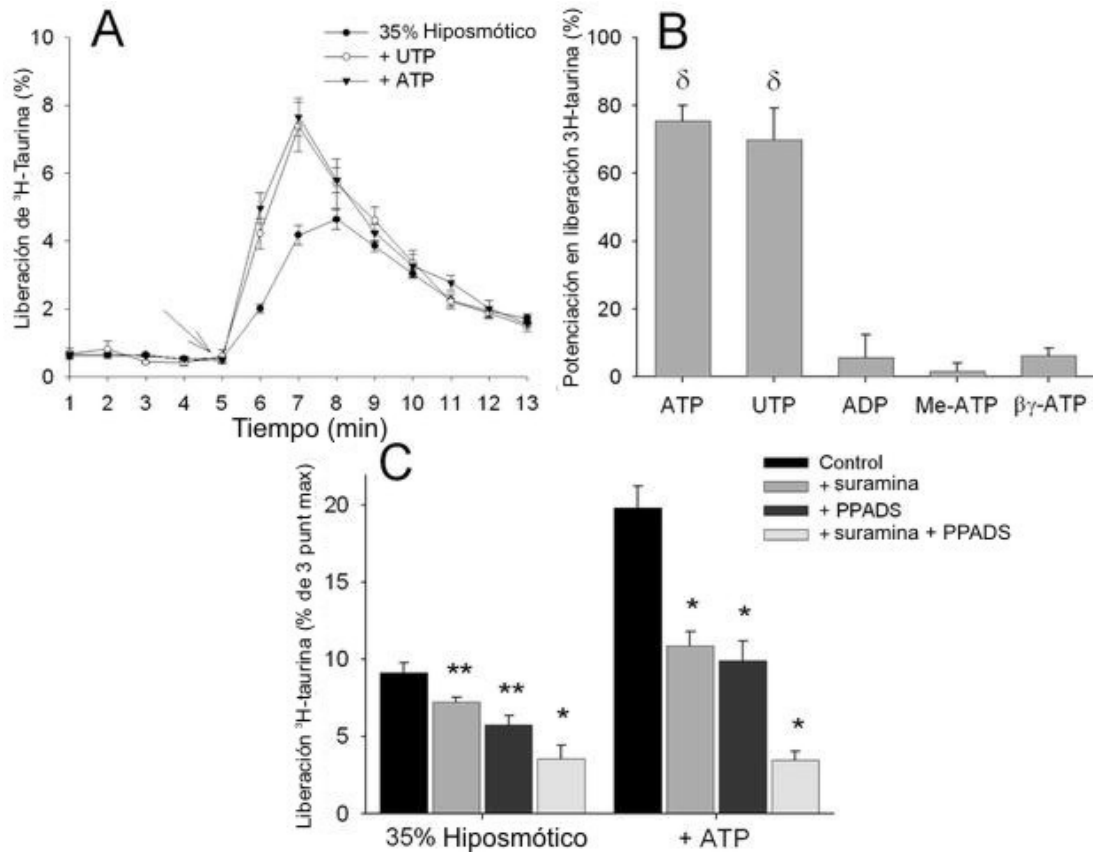 A
10
8
6
4
2
0
Liberación de ³H-Taurina (%)
35% Hiposmótico
+ UTP
+ ATP
1 2 3 4 5 6 7 8 9 10 11 12 13
Tiempo (min)
B
100
80
60
40
20
0
Potenciación en liberación 3H-taurina (%)
δ δ
ATP UTP ADP Me-ATP βγ-ATP
C
20
15
10
5
0
Liberación ³H-taurina (% de 3 punt max)
Control
+ suramina
+ PPADS
+ suramina + PPADS
** ** *
* * *
35% Hiposmótico + ATP